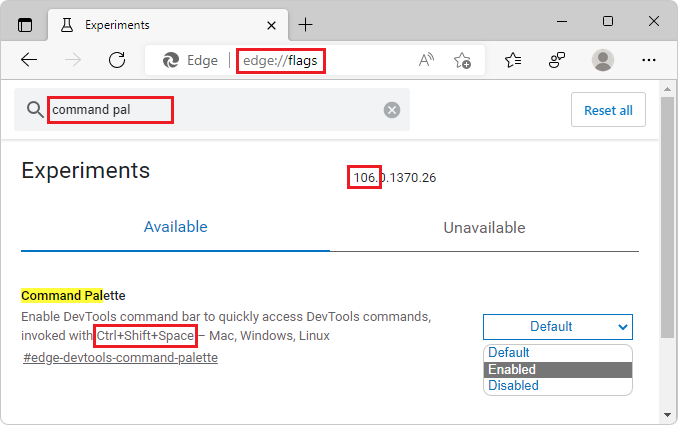 Experiments
Edge
edge://flags
command pal
Reset all
Experiments
106.0.1370.26
Available
Unavailable
Command Palette
Enable DevTools command bar to quickly access DevTools commands,
invoked with Ctrl+Shift+Space – Mac, Windows, Linux
#edge-devtools-command-palette
Default
Default
Enabled
Disabled